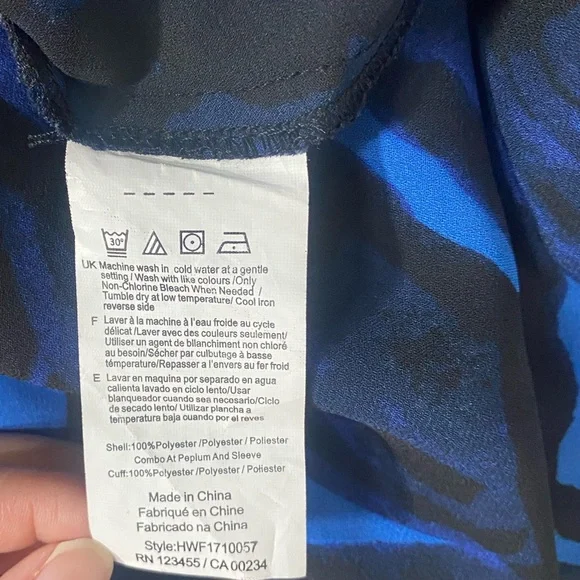 30°
UK Machine wash in cold water at a gentle
setting /Wash with like colours /Only
Non-Chlorine Bleach When Needed /
Tumble dry at low temperature/ Cool iron
reverse side
F Laver à la machine à l'eau froide au cycle
délicat /Laver avec des couleurs seulement/
Utiliser un agent de blanchiment non chloré
au besoin/Sécher par culbutege à basse
témpérature/Repasser a l'envers au fer froid
E Lavar en maquina por separado en agua
calienta lavado en ciclo lento/Usar
blanqueador cuando sea necesario/Ciclo
de secado lento/ Utilizar plancha a
temperatura baja cuando por el reves
Shell:100%Polyester /Polyester / Poliester
Combo At Peplum And Sleeve
Cuff:100%Polyester /Polyester / Poliester
Made in China
Fabriqué en Chine
Fabricado na China
Style:HWF1710057
RN 123455 / CA 00234